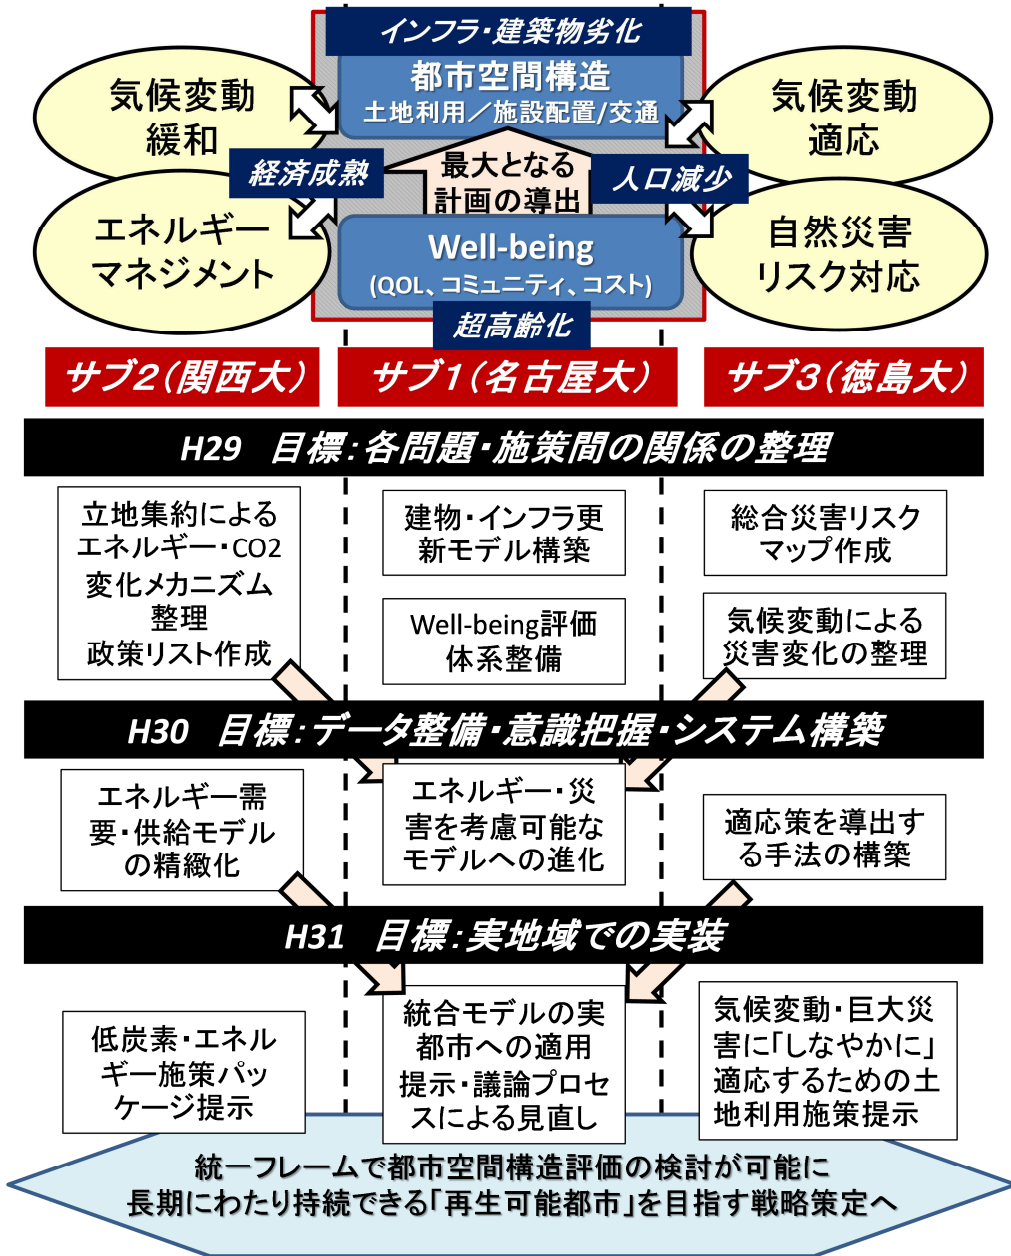 インフラ・建築物劣化
都市空間構造
土地利用／施設配置/交通
気候変動
緩和
気候変動
適応
経済成熟
最大となる
計画の導出
人口減少
エネルギー
マネジメント
Well-being
(QOL、コミュニティ、コスト)
自然災害
リスク対応
超高齢化
サブ２（関西大）
サブ１（名古屋大）
サブ３（徳島大）
H29　目標：各問題・施策間の関係の整理
立地集約による
エネルギー・CO2
変化メカニズム
整理
政策リスト作成
建物・インフラ更
新モデル構築
Well-being評価
体系整備
総合災害リスク
マップ作成
気候変動による
災害変化の整理
H30　目標：データ整備・意識把握・システム構築
エネルギー需
要・供給モデル
の精緻化
エネルギー・災
害を考慮可能な
モデルへの進化
適応策を導出す
る手法の構築
H31　目標：実地域での実装
低炭素・エネル
ギー施策パッ
ケージ提示
統合モデルの実
都市への適用
提示・議論プロセ
スによる見直し
気候変動・巨大災
害に「しなやかに」
適応するための土
地利用施策提示
統一フレームで都市空間構造評価の検討が可能に
長期にわたり持続できる「再生可能都市」を目指す戦略策定へ